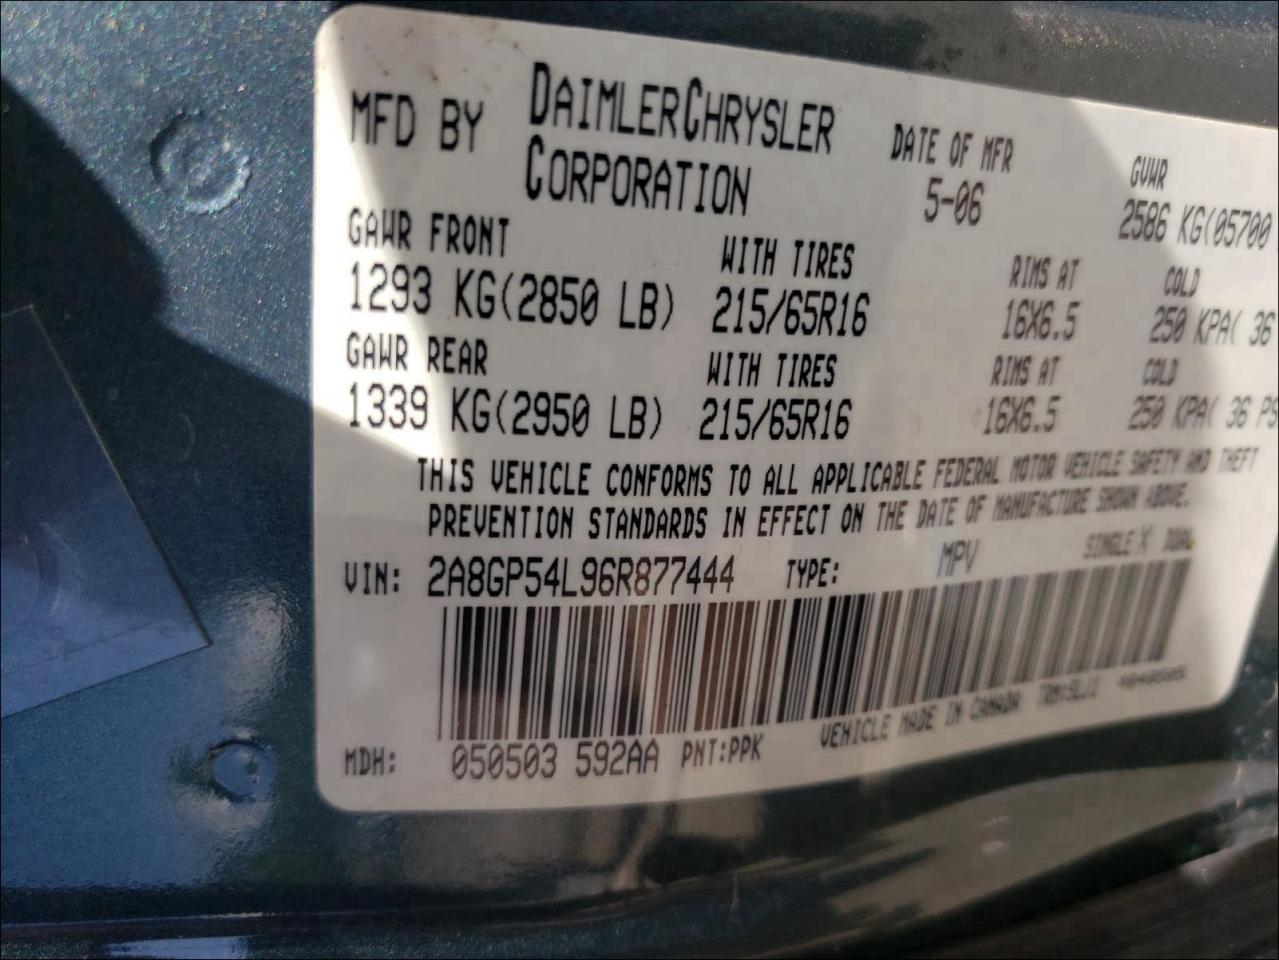 MFD BY DAIMLERCHRYSLER CORPORATION DATE OF MFR 5-06 GVWR 2586 KG(05700
GAWR FRONT WITH TIRES RIMS AT COLD
1293 KG(2850 LB) 215/65R16 16X6.5 250 KPA( 36
GAWR REAR WITH TIRES RIMS AT COLD
1339 KG(2950 LB) 215/65R16 16X6.5 250 KPA( 36 PS
THIS VEHICLE CONFORMS TO ALL APPLICABLE FEDERAL MOTOR VEHICLE SAFETY AND THEFT
PREVENTION STANDARDS IN EFFECT ON THE DATE OF MANUFACTURE SHOWN ABOVE.
VIN: 2A8GP54L96R877444 TYPE: MPV SINGLE X DUAL
MDH: 050503 592AA PNT:PPK VEHICLE MADE IN CANADA